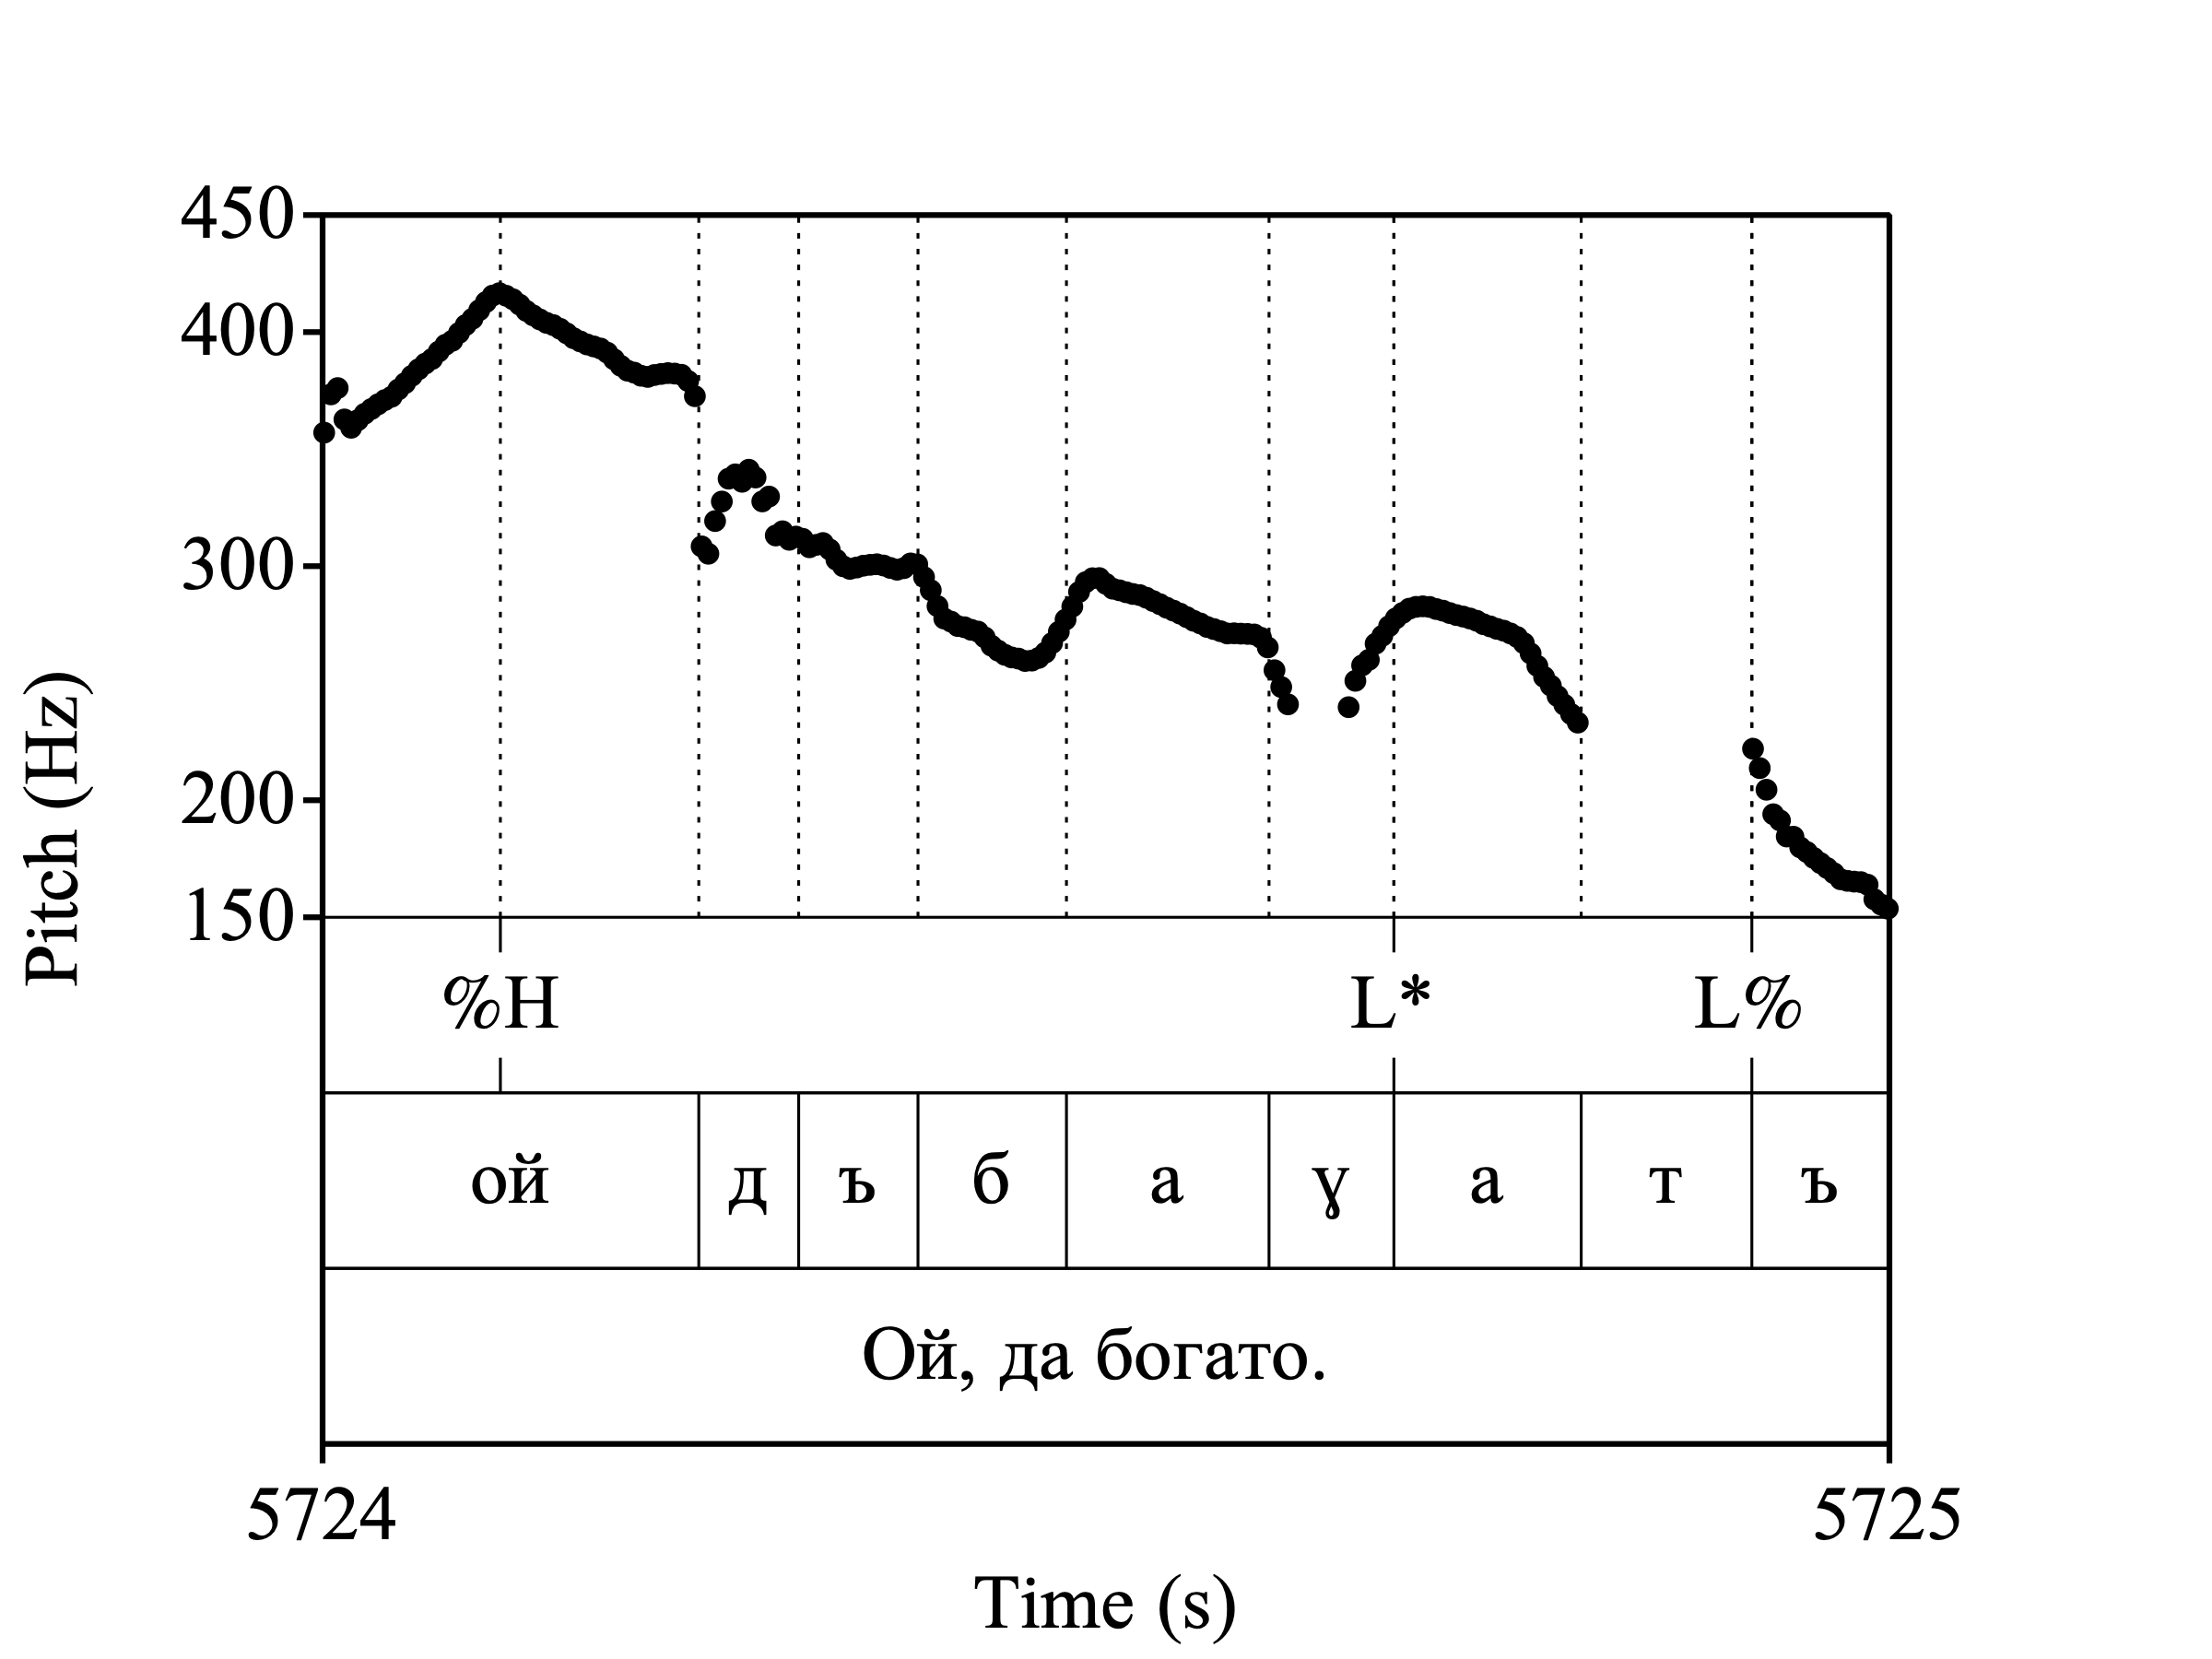 450
400
300
200
150
Pitch (Hz)
%H L* L%
ой д ъ б а ɣ а т ъ
Ой, да богато.
5724 5725
Time (s)